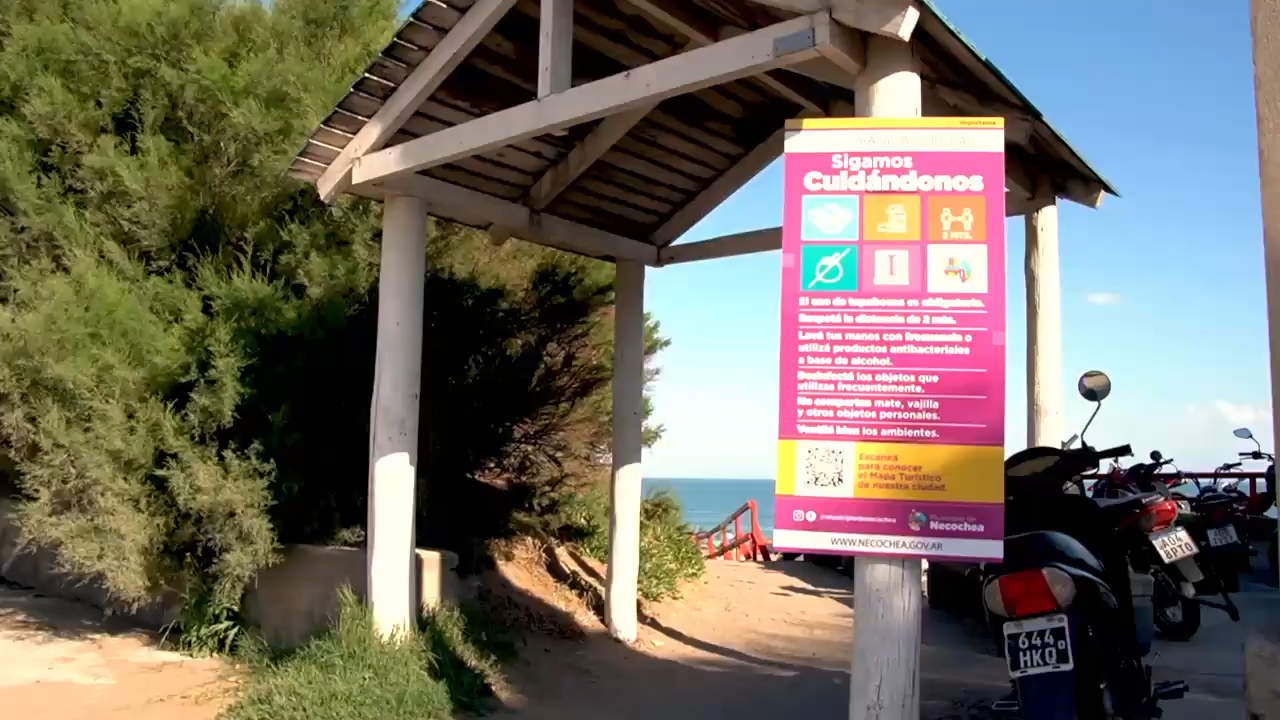 Sigamos
Cuidándonos
2 MTS.
El uso de tapabocas es obligatorio.
Respetá la distancia de 2 mts.
Lavá tus manos con frecuencia o
utilizá productos antibacteriales
a base de alcohol.
Desinfectá los objetos que
utilizas frecuentemente.
No compartas mate, vajilla
y otros objetos personales.
Ventilá bien los ambientes.
Escaneá
para conocer
el Mapa Turístico
de nuestra ciudad.
@municipiodenecochea
Necochea
WWW.NECOCHEA.GOV.AR
644
HKO
A04
8PTO